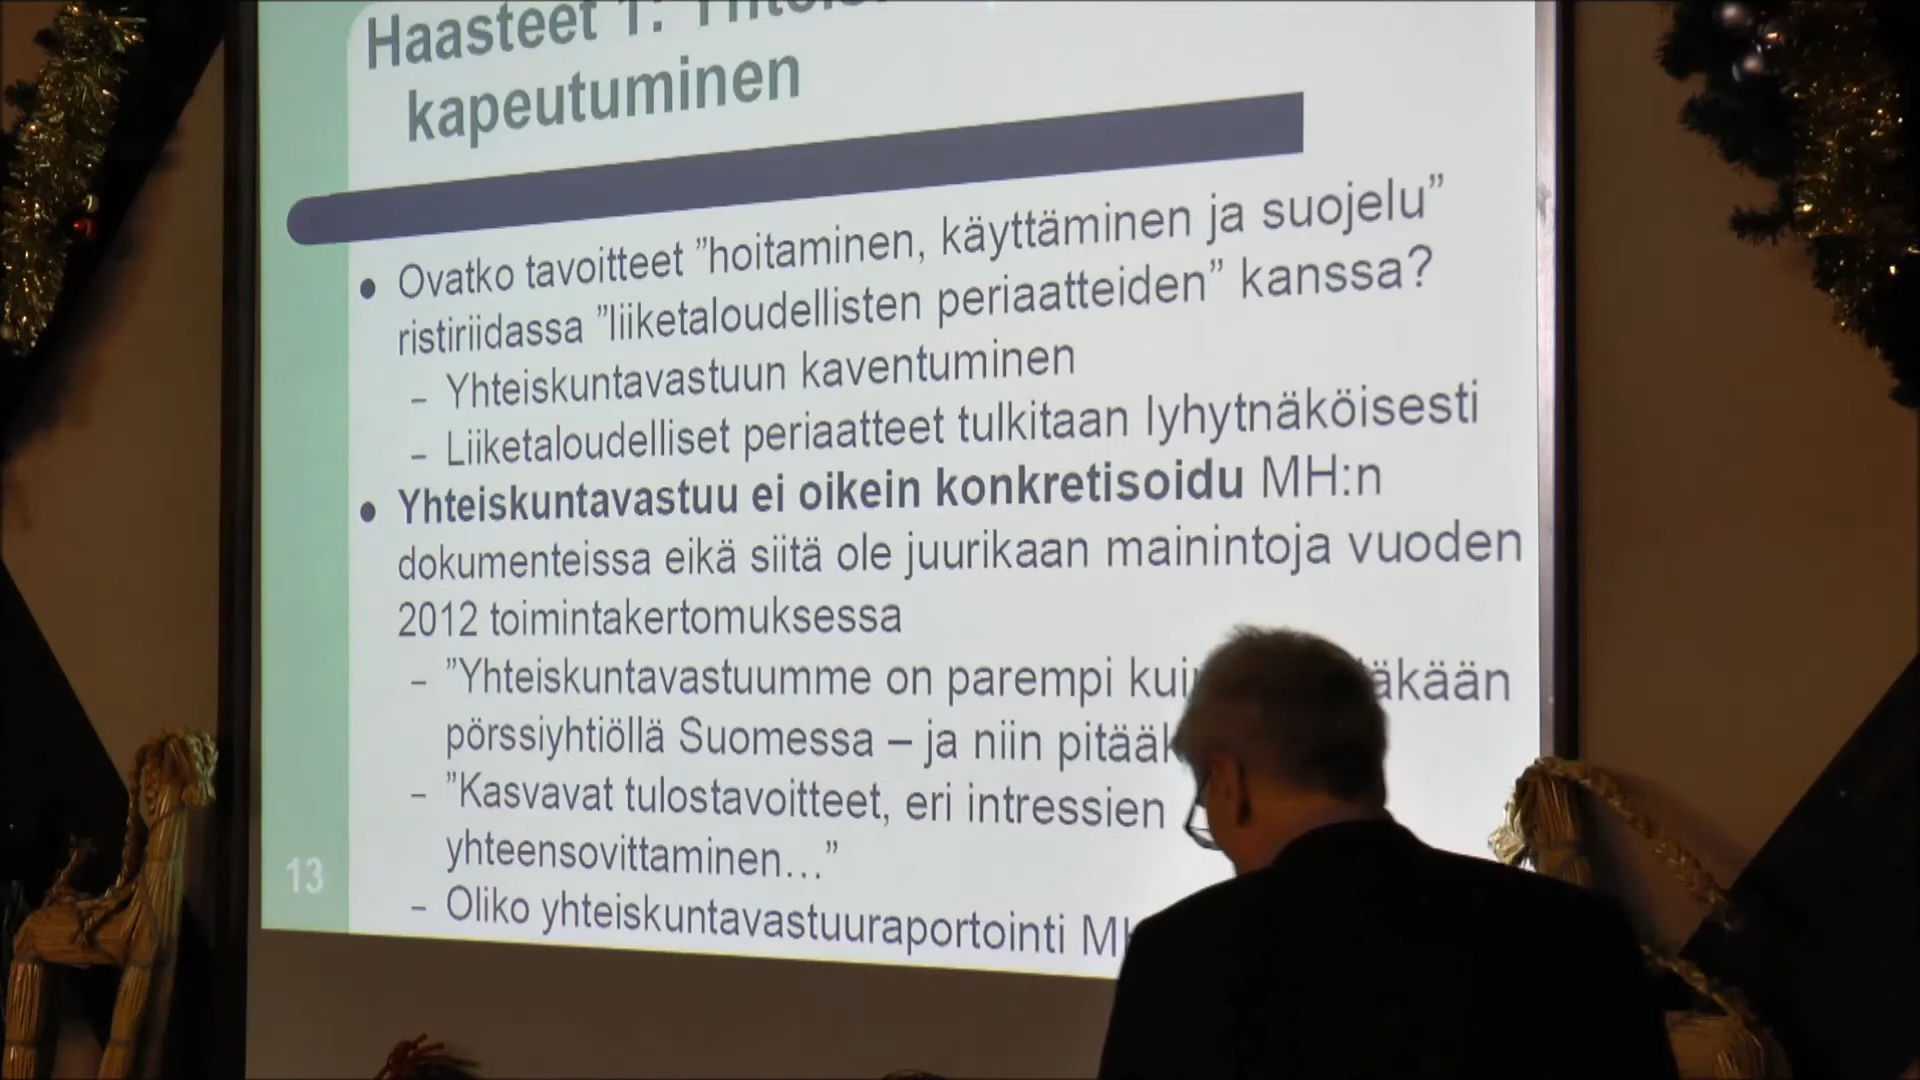 Haasteet 1:
kapeutuminen
• Ovatko tavoitteet ”hoitaminen, käyttäminen ja suojelu”
ristiriidassa ”liiketaloudellisten periaatteiden” kanssa?
– Yhteiskuntavastuun kaventuminen
– Liiketaloudelliset periaatteet tulkitaan lyhytnäköisesti
• Yhteiskuntavastuu ei oikein konkretisoidu MH:n
dokumenteissa eikä siitä ole juurikaan mainintoja vuoden
2012 toimintakertomuksessa
– ”Yhteiskuntavastuumme on parempi
pörssiyhtiöllä Suomessa – ja niin
– ”Kasvavat tulostavoitteet, eri intressien
yhteensovittaminen…”
– Oliko yhteiskuntavastuuraportointi
13